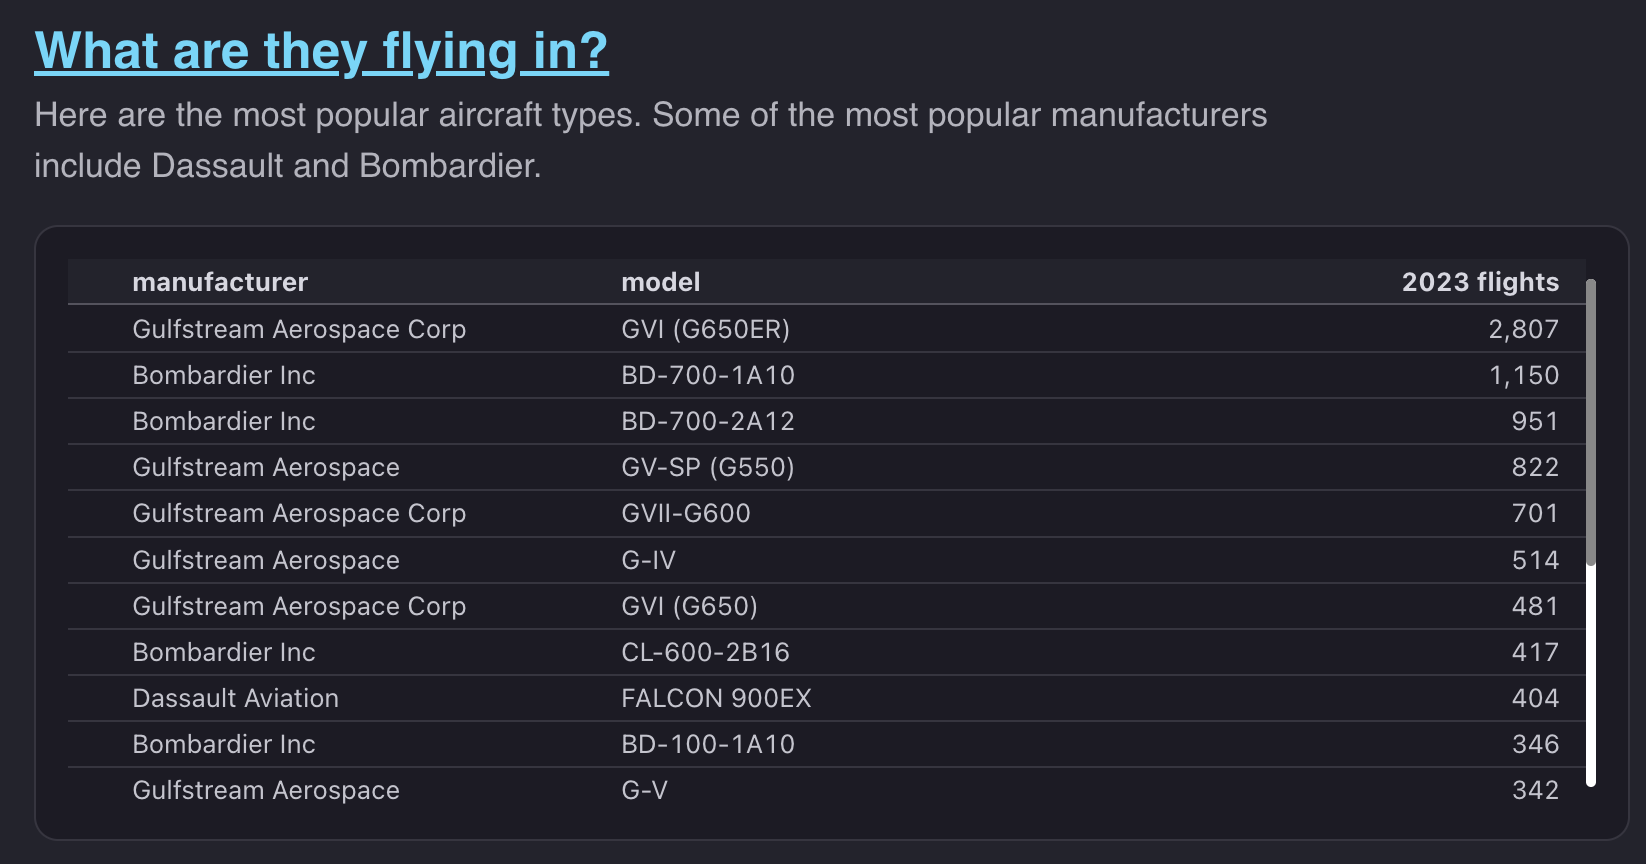 What are they flying in?
Here are the most popular aircraft types. Some of the most popular manufacturers
include Dassault and Bombardier.
manufacturer model 2023 flights
Gulfstream Aerospace Corp GVI (G650ER) 2,807
Bombardier Inc BD-700-1A10 1,150
Bombardier Inc BD-700-2A12 951
Gulfstream Aerospace GV-SP (G550) 822
Gulfstream Aerospace Corp GVII-G600 701
Gulfstream Aerospace G-IV 514
Gulfstream Aerospace Corp GVI (G650) 481
Bombardier Inc CL-600-2B16 417
Dassault Aviation FALCON 900EX 404
Bombardier Inc BD-100-1A10 346
Gulfstream Aerospace G-V 342